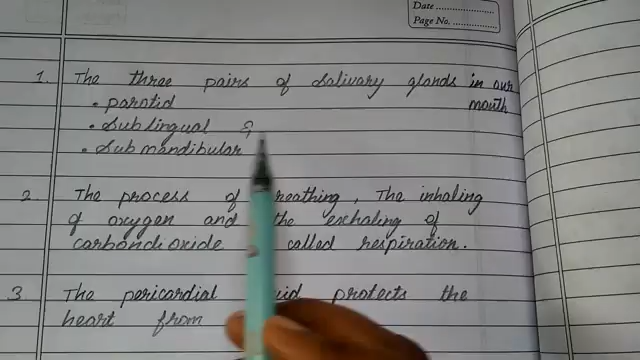 Date
Page No.
1. The three pairs of salivary glands in our
• parotid mouth
• Sublingual &
• Submandibular
2. The process of breathing, The inhaling
of oxygen and the exhaling of
carbondioxide called respiration.
3 The pericardial protects the
heart from